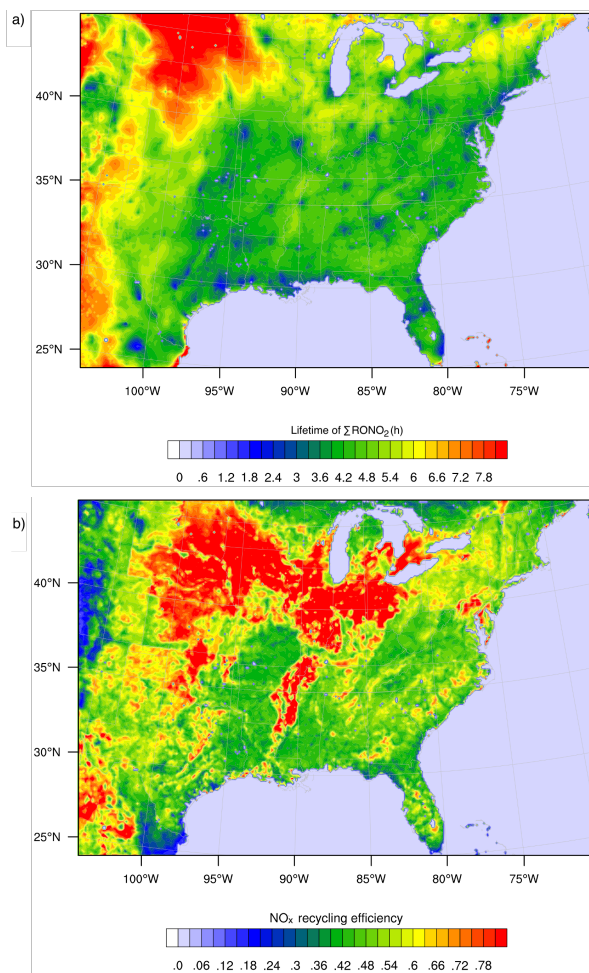 a)
40°N
35°N
30°N
25°N
100°W 95°W 90°W 85°W 80°W 75°W
Lifetime of ∑RONO₂(h)
0 .6 1.2 1.8 2.4 3 3.6 4.2 4.8 5.4 6 6.6 7.2 7.8
b)
40°N
35°N
30°N
25°N
100°W 95°W 90°W 85°W 80°W 75°W
NOₓ recycling efficiency
.0 .06 .12 .18 .24 .3 .36 .42 .48 .54 .6 .66 .72 .78